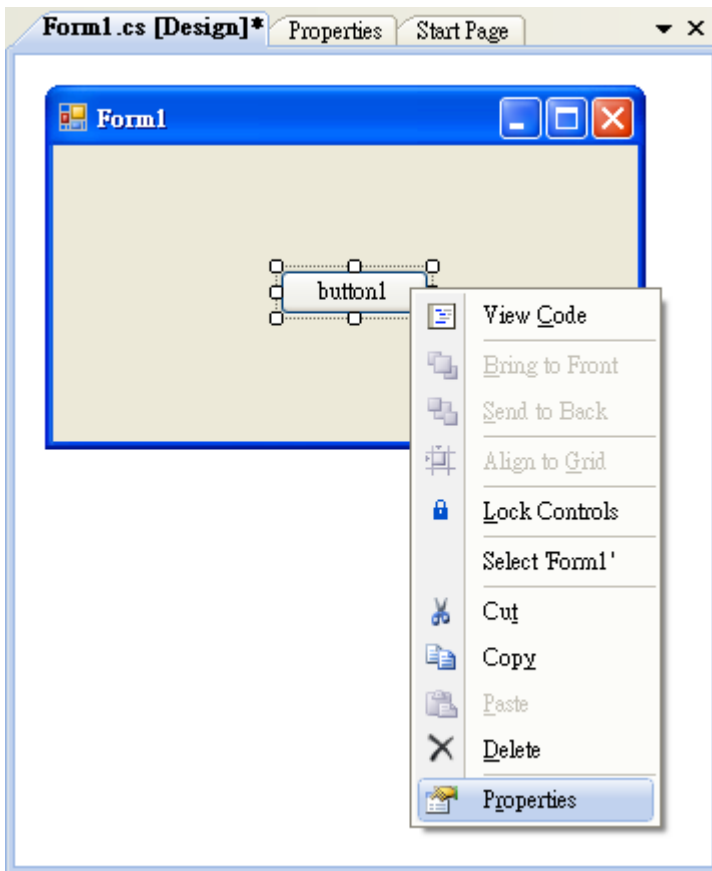 Form1.cs [Design]* Properties Start Page
Form1
button1
View Code
Bring to Front
Send to Back
Align to Grid
Lock Controls
Select 'Form1'
Cut
Copy
Paste
Delete
Properties